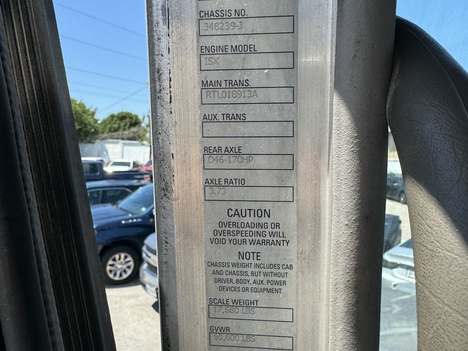 CHASSIS NO.
348239-J
ENGINE MODEL
ISX
MAIN TRANS.
RTLO18913A
AUX. TRANS
REAR AXLE
D46-170HP
AXLE RATIO
3.73
CAUTION
OVERLOADING OR
OVERSPEEDING WILL
VOID YOUR WARRANTY
NOTE
CHASSIS WEIGHT INCLUDES CAB
AND CHASSIS, BUT WITHOUT
DRIVER, BODY, AUX. POWER
DEVICES OR EQUIPMENT.
SCALE WEIGHT
17,580 LBS
GVWR
60,600 LBS